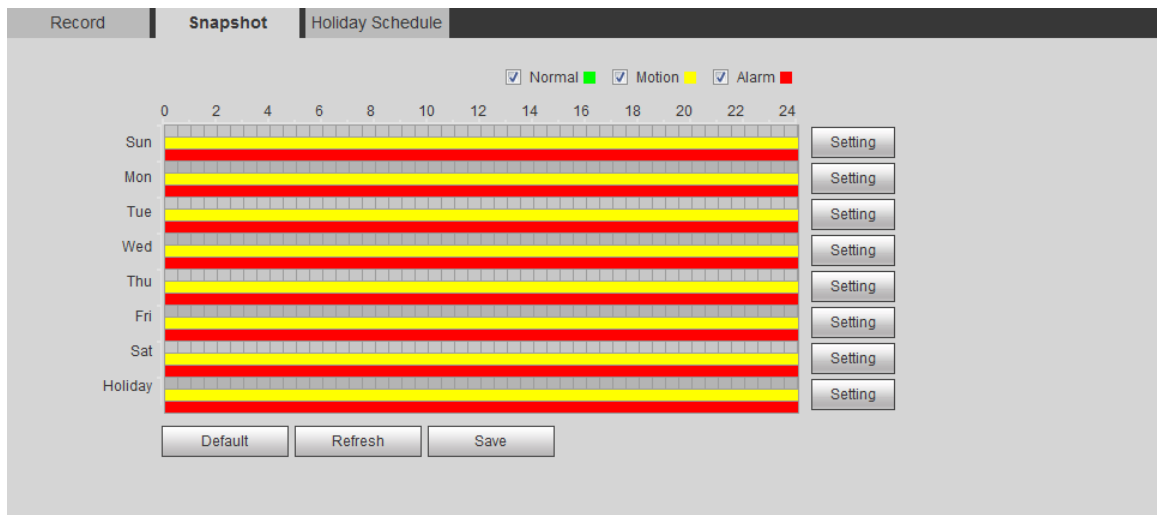 Record Snapshot Holiday Schedule
Normal Motion Alarm
0 2 4 6 8 10 12 14 16 18 20 22 24
Sun Setting
Mon Setting
Tue Setting
Wed Setting
Thu Setting
Fri Setting
Sat Setting
Holiday Setting
Default Refresh Save